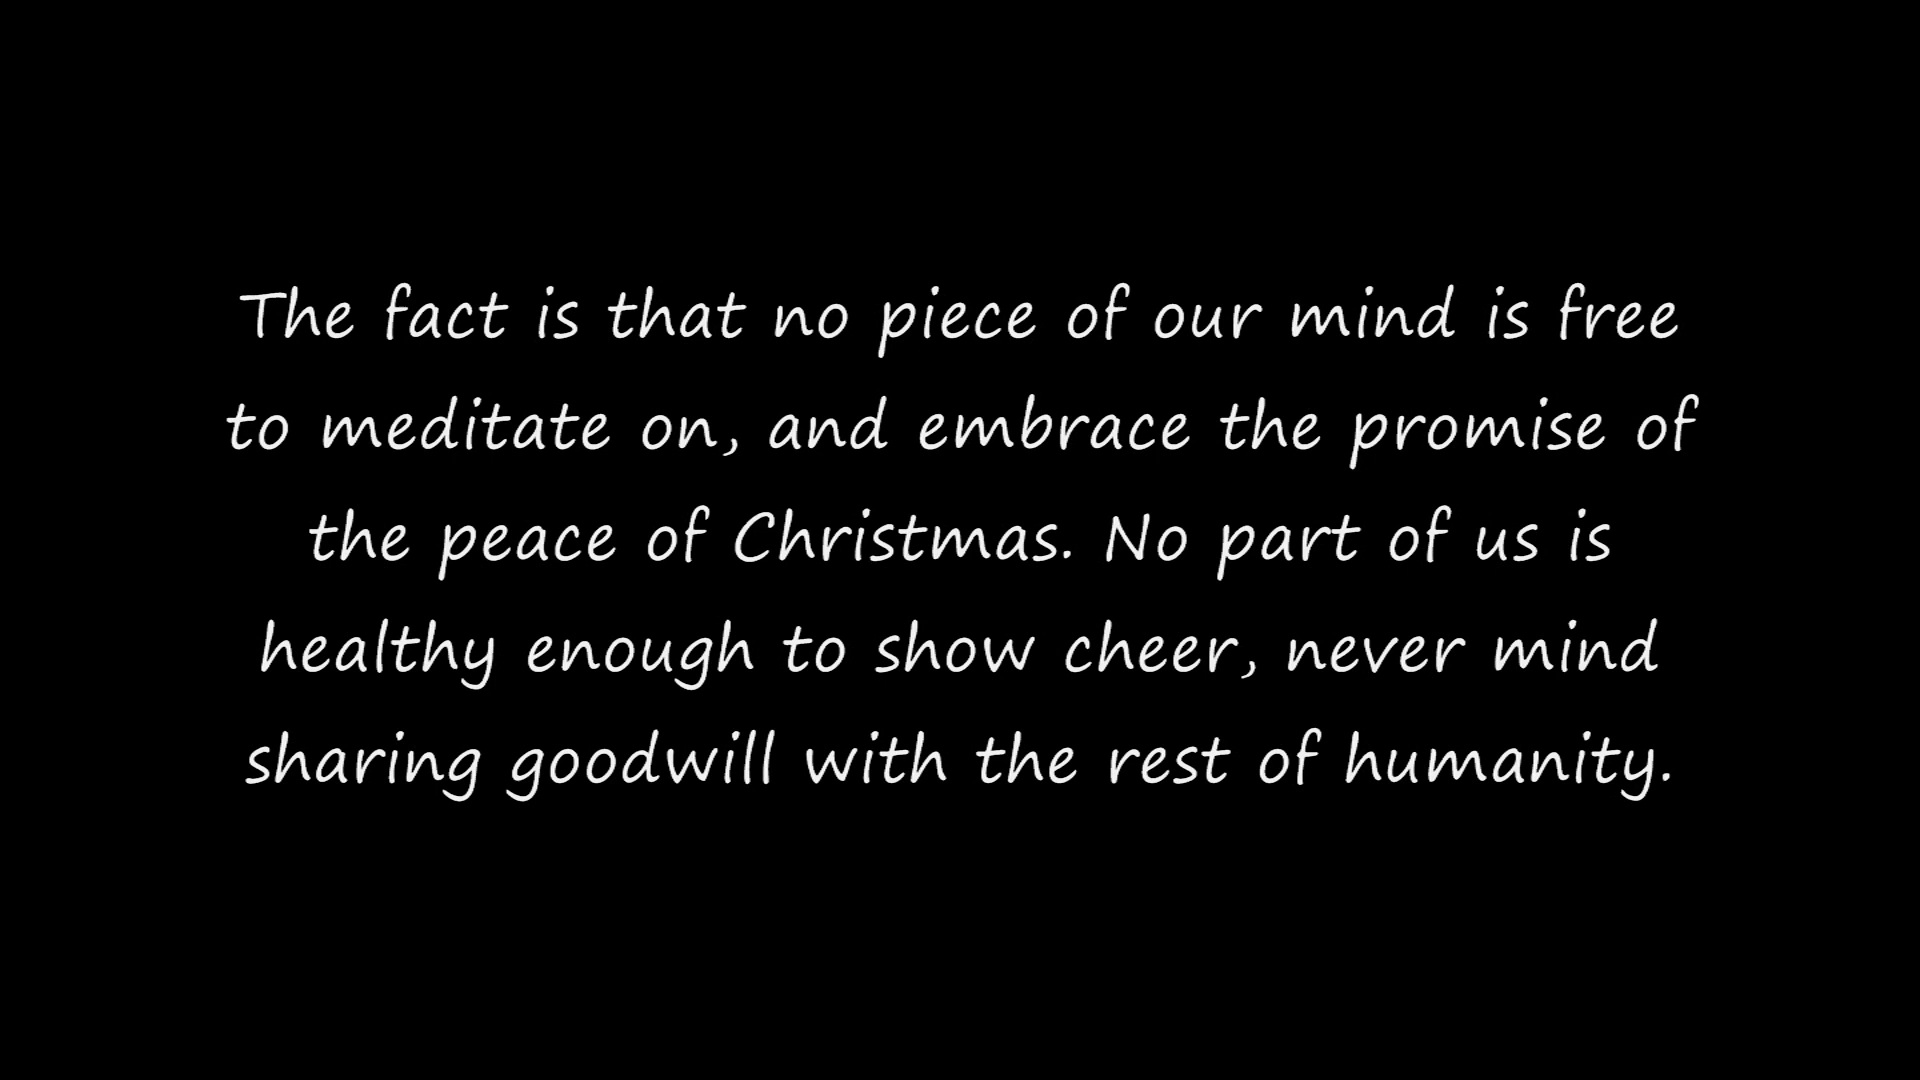 The fact is that no piece of our mind is free
to meditate on, and embrace the promise of
the peace of Christmas. No part of us is
healthy enough to show cheer, never mind
sharing goodwill with the rest of humanity.